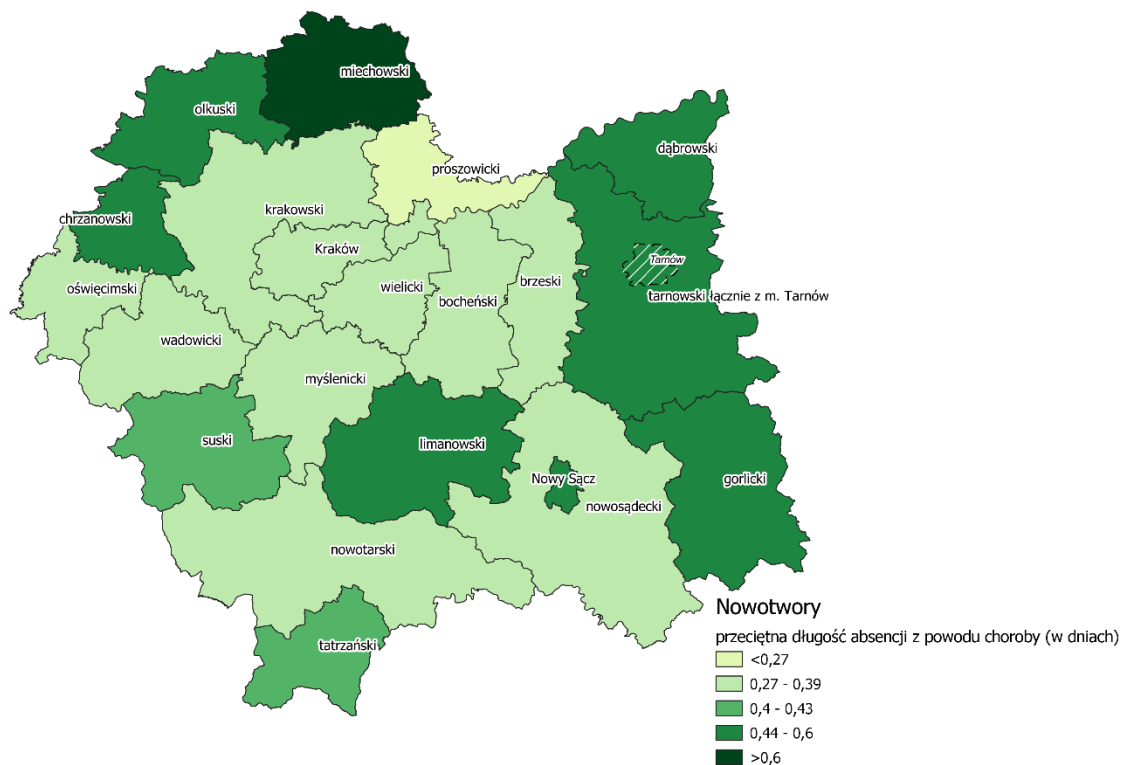 miechowski
olkuski
dąbrowski
proszowicki
krakowski
chrzanowski
Kraków
Tarnów
wielicki
brzeski
oświęcimski
bocheński
tarnowski łącznie z m. Tarnów
wadowicki
myślenicki
suski
limanowski
Nowy Sącz
gorlicki
nowosądecki
nowotarski
tatrzański
Nowotwory
przeciętna długość absencji z powodu choroby (w dniach)
<0,27
0,27 - 0,39
0,4 - 0,43
0,44 - 0,6
>0,6